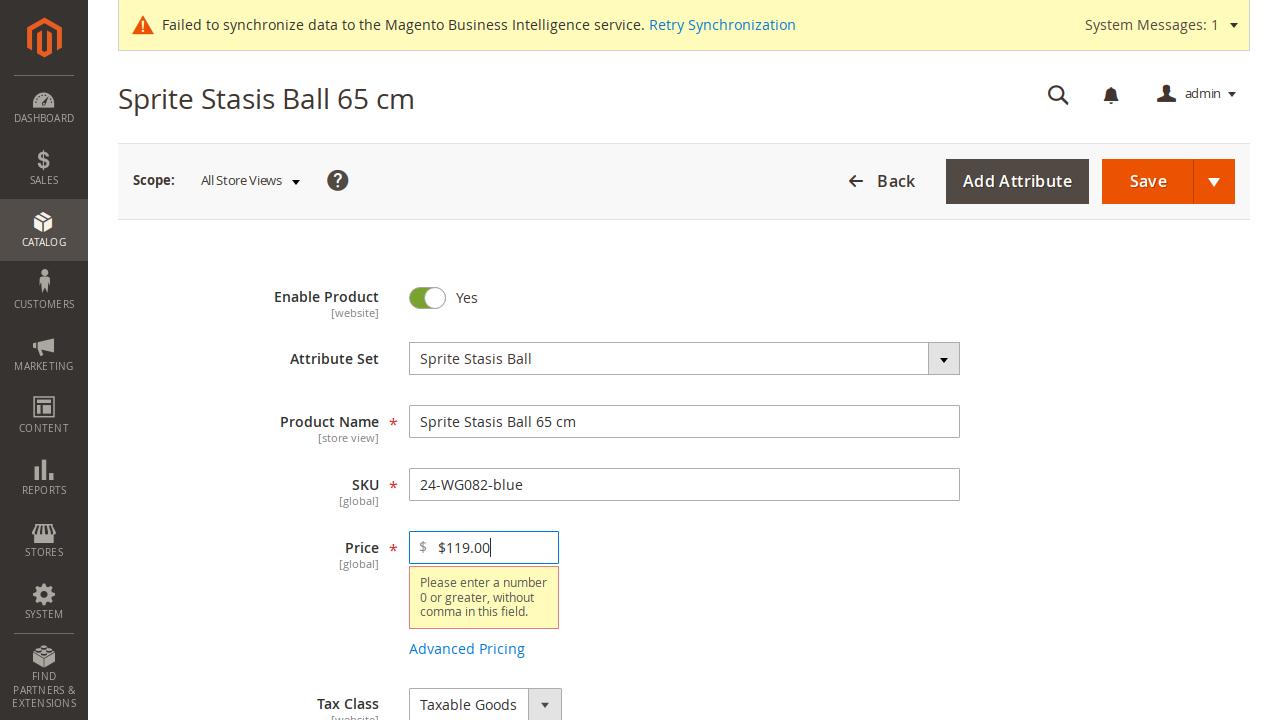 Failed to synchronize data to the Magento Business Intelligence service. Retry Synchronization
System Messages: 1
Sprite Stasis Ball 65 cm
admin
DASHBOARD
SALES
CATALOG
CUSTOMERS
MARKETING
CONTENT
REPORTS
STORES
SYSTEM
FIND
PARTNERS &
EXTENSIONS
Scope: All Store Views ?
Back
Add Attribute
Save
Enable Product
[website]
Yes
Attribute Set
Sprite Stasis Ball
Product Name *
[store view]
Sprite Stasis Ball 65 cm
SKU *
[global]
24-WG082-blue
Price *
[global]
$ $119.00
Please enter a number
0 or greater, without
comma in this field.
Advanced Pricing
Tax Class
[website]
Taxable Goods